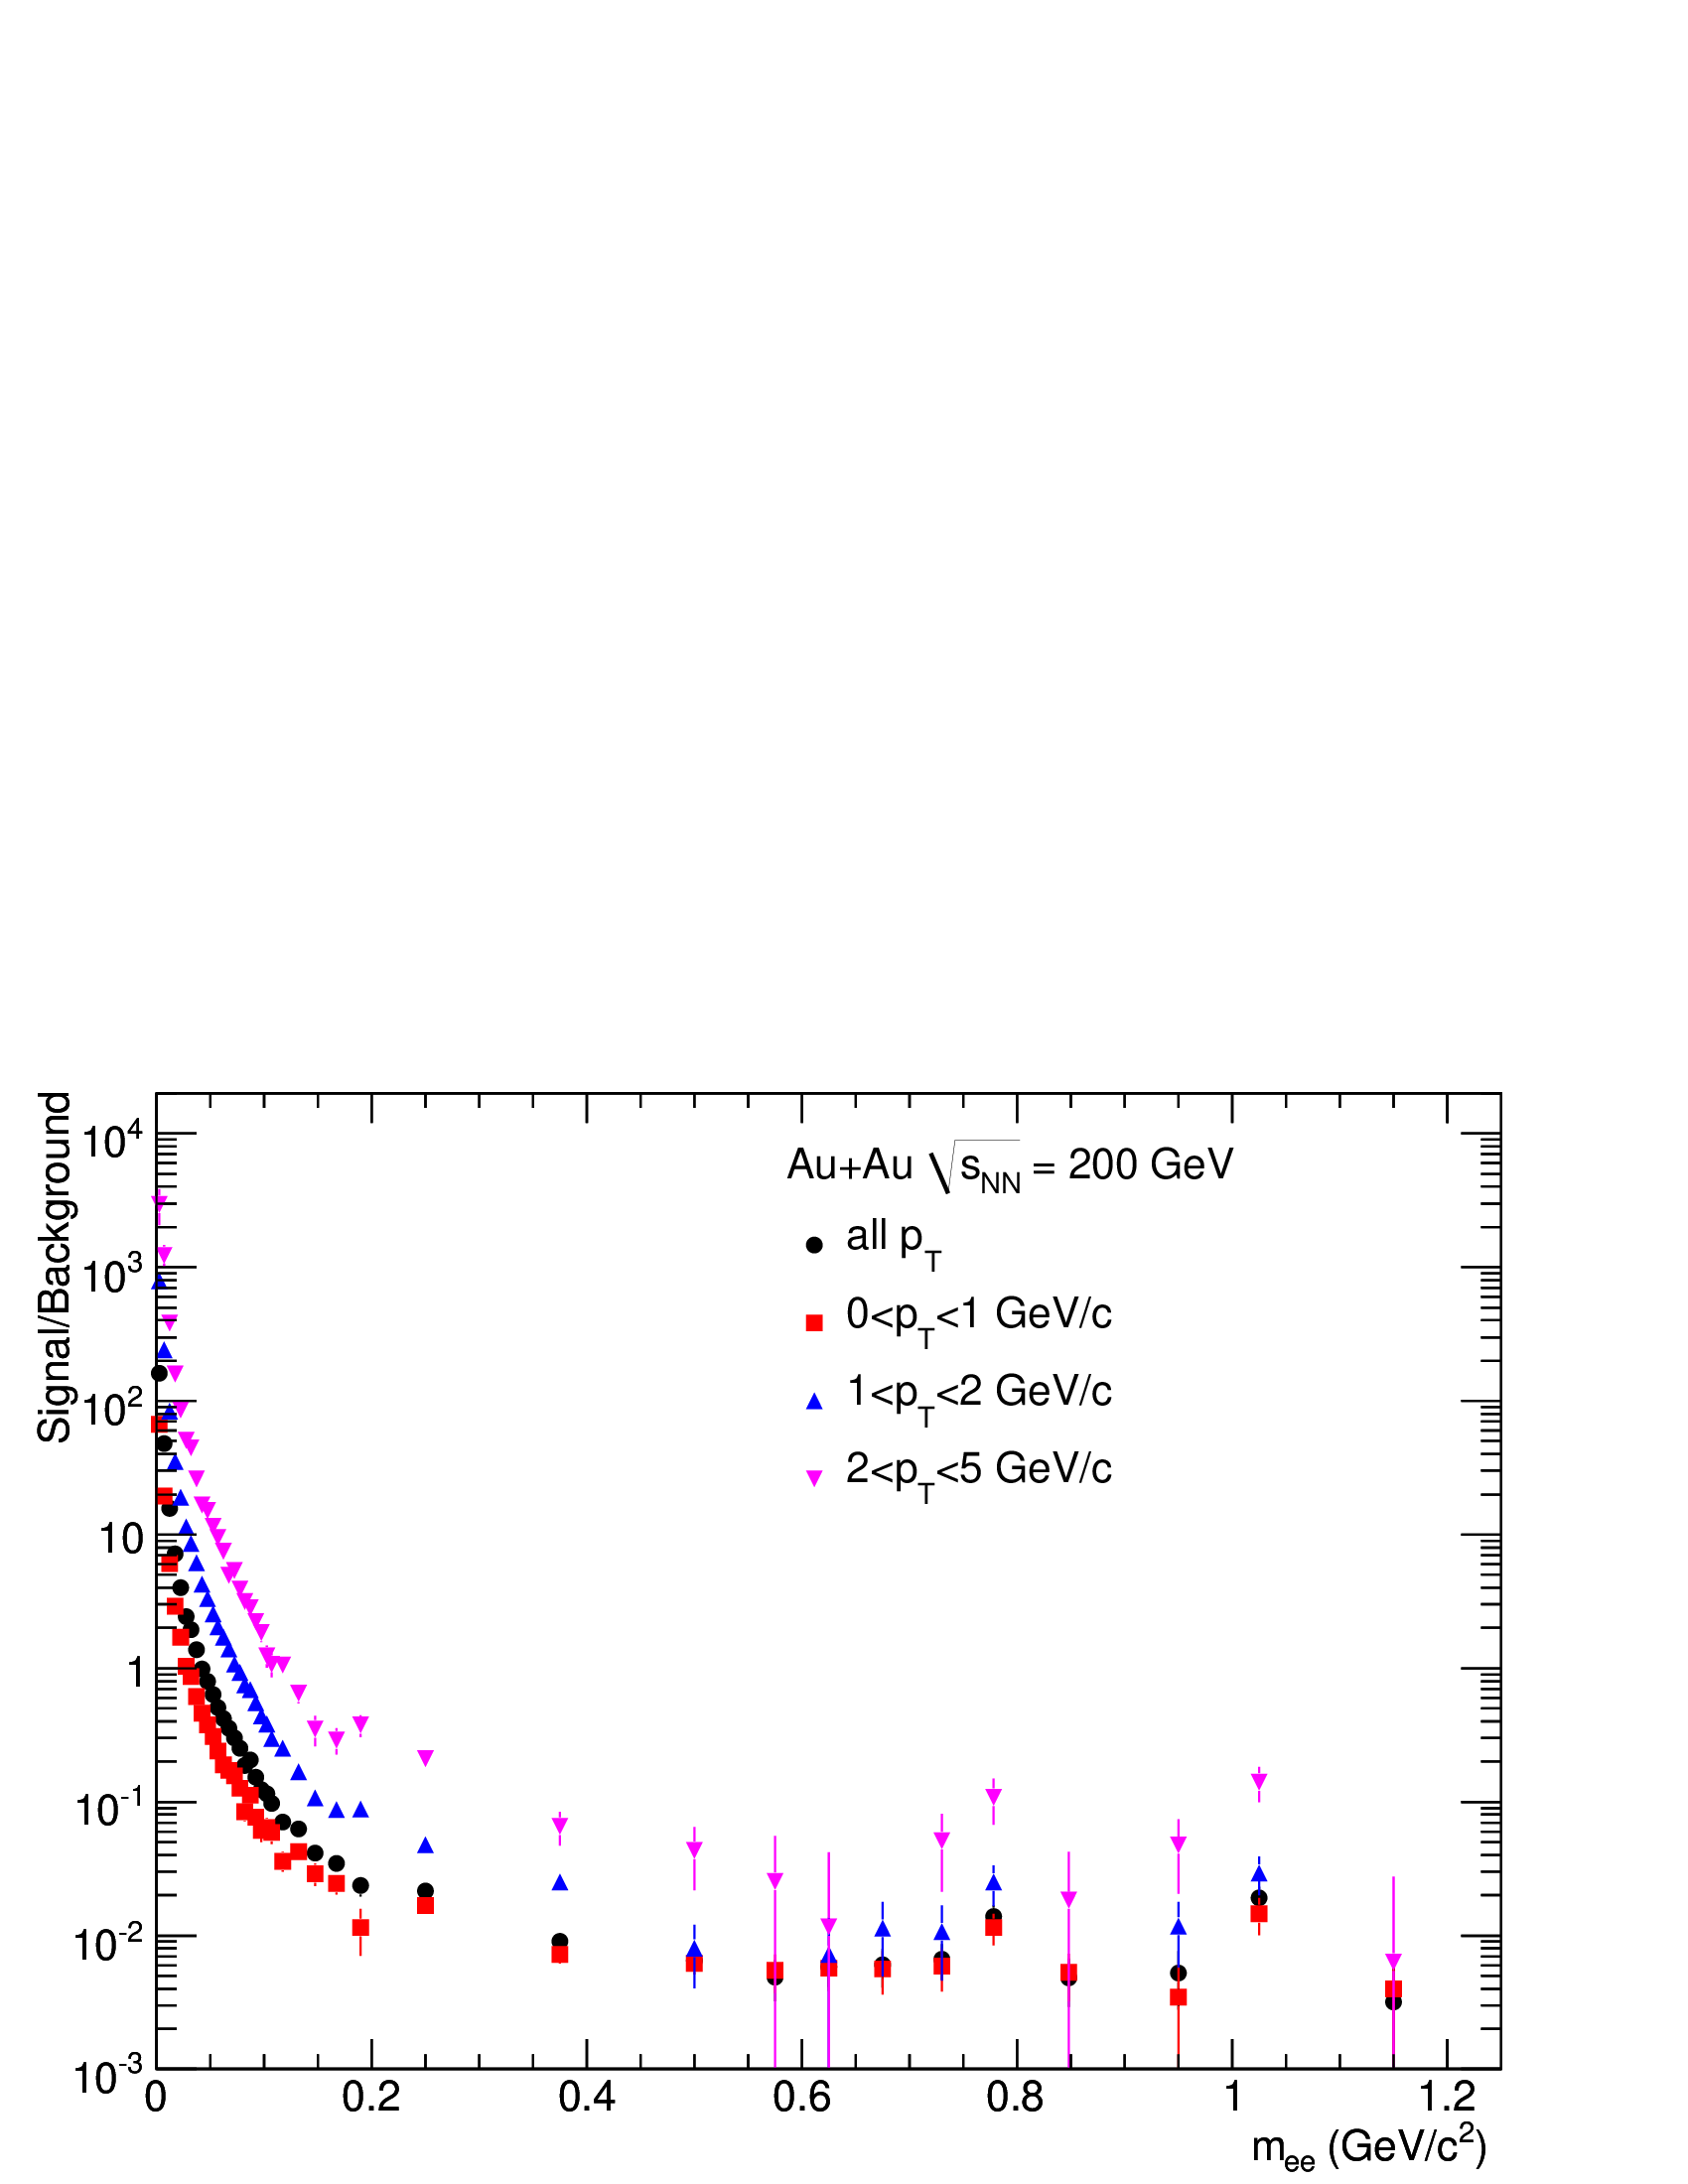 Signal/Background
10^4
10^3
10^2
10
1
10^-1
10^-2
10^-3
Au+Au √s_NN = 200 GeV
all p_T
0<p_T<1 GeV/c
1<p_T<2 GeV/c
2<p_T<5 GeV/c
0 0.2 0.4 0.6 0.8 1 1.2
m_ee (GeV/c^2)